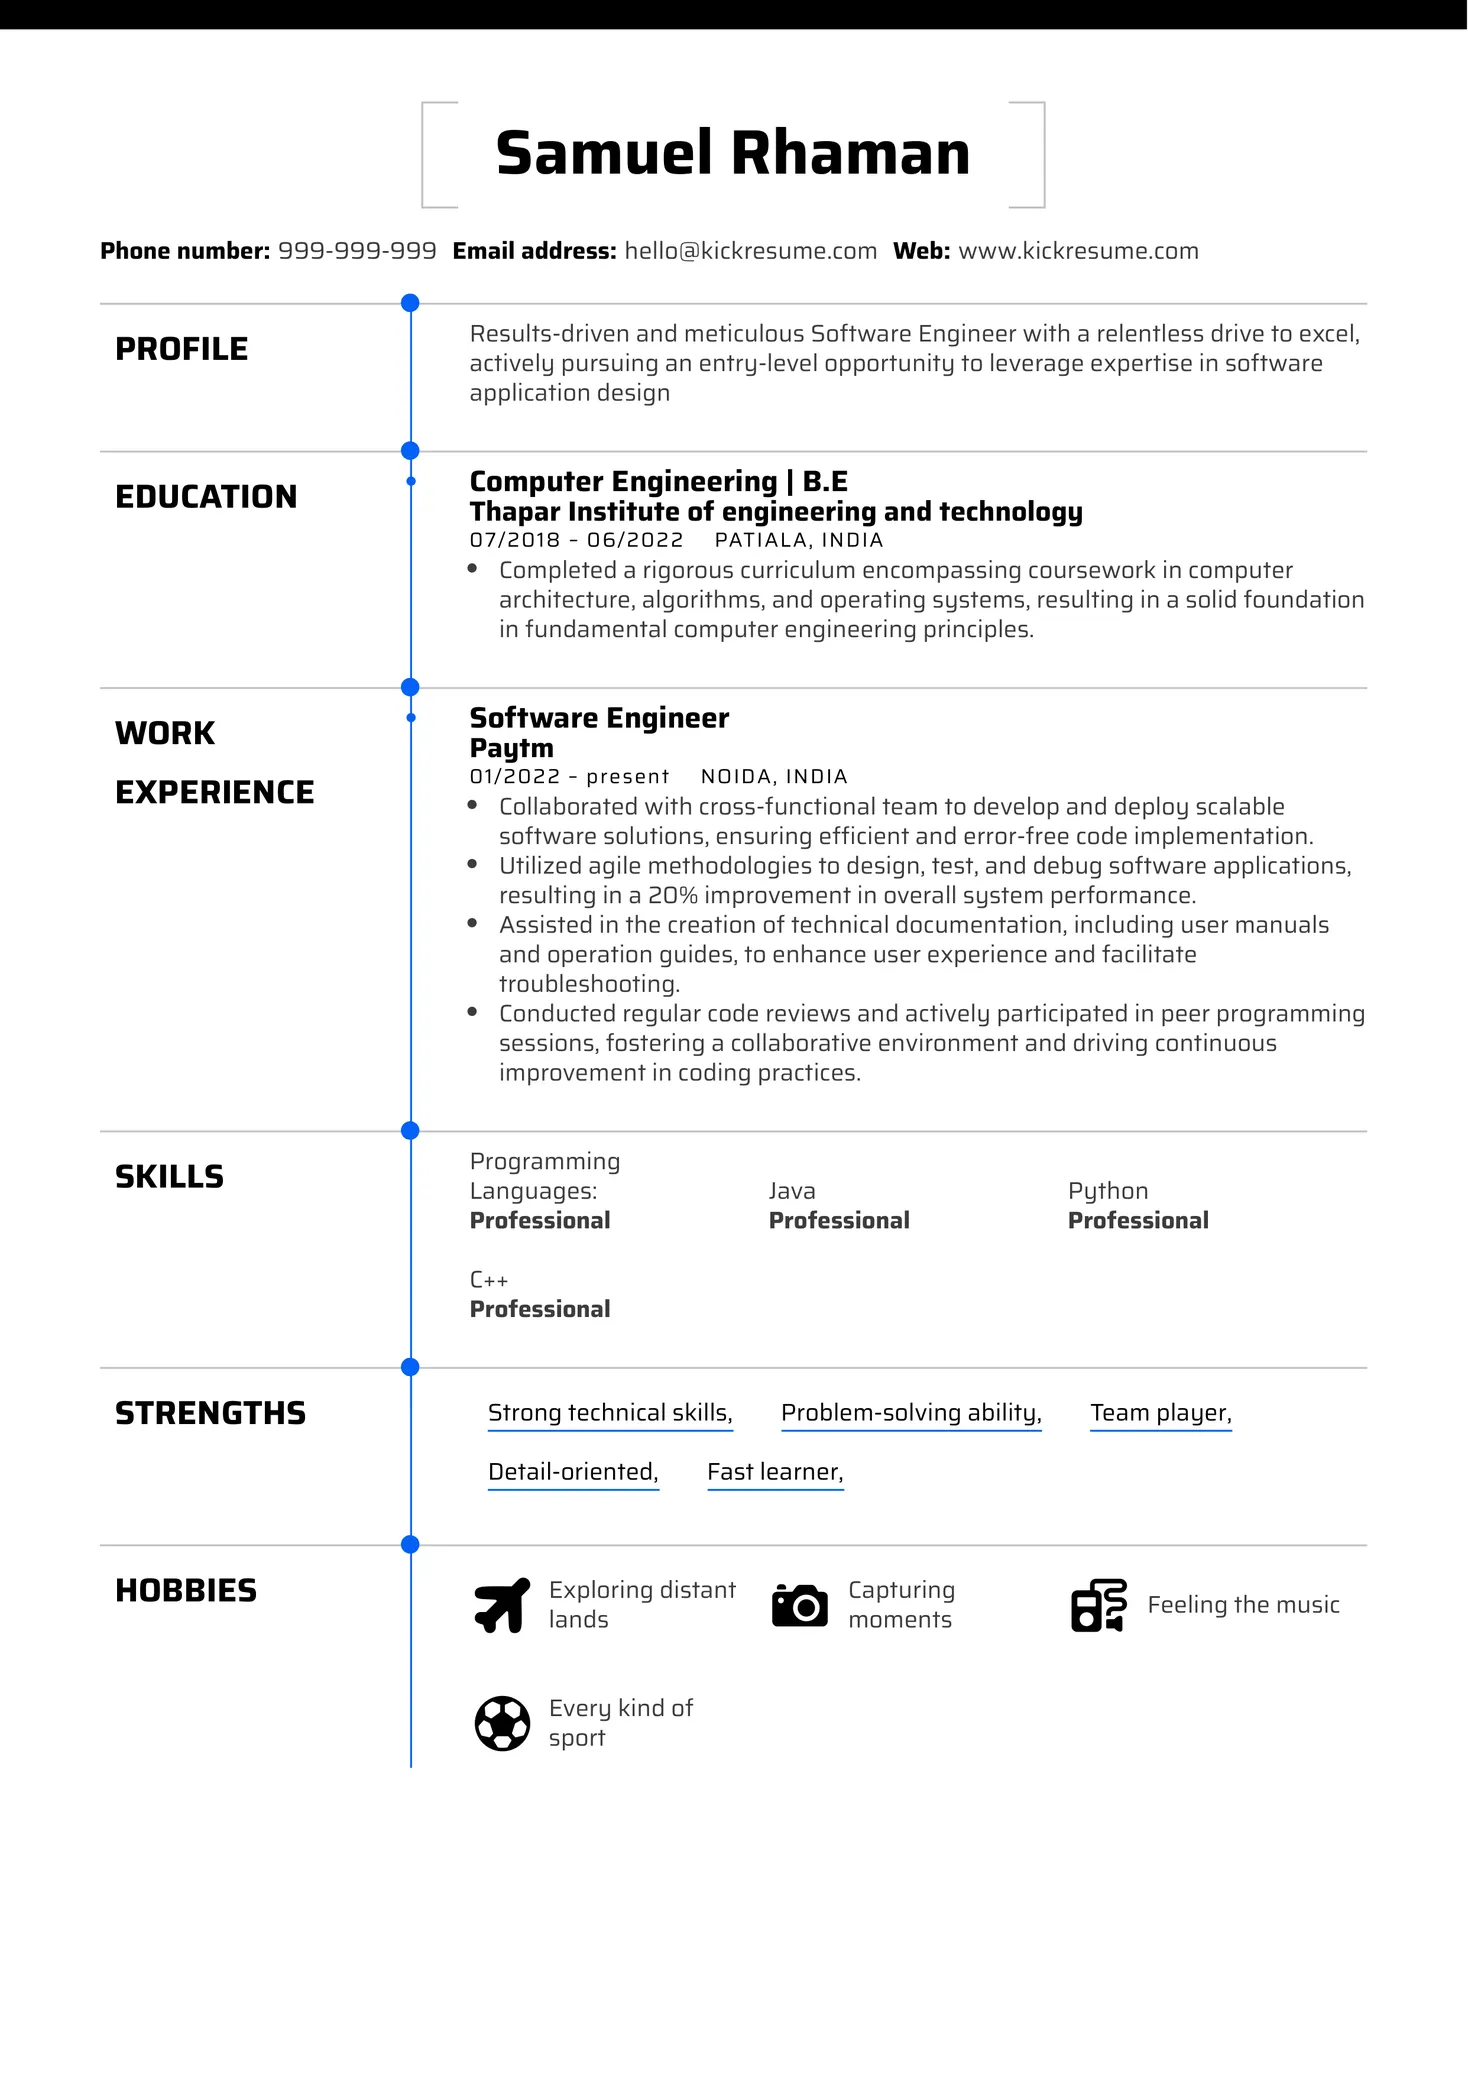 Samuel Rhaman
Phone number: 999-999-999 Email address: hello@kickresume.com Web: www.kickresume.com
PROFILE
Results-driven and meticulous Software Engineer with a relentless drive to excel,
actively pursuing an entry-level opportunity to leverage expertise in software
application design
EDUCATION
Computer Engineering | B.E
Thapar Institute of engineering and technology
07/2018 – 06/2022 PATIALA, INDIA
• Completed a rigorous curriculum encompassing coursework in computer
architecture, algorithms, and operating systems, resulting in a solid foundation
in fundamental computer engineering principles.
WORK
EXPERIENCE
Software Engineer
Paytm
01/2022 – present NOIDA, INDIA
• Collaborated with cross-functional team to develop and deploy scalable
software solutions, ensuring efficient and error-free code implementation.
• Utilized agile methodologies to design, test, and debug software applications,
resulting in a 20% improvement in overall system performance.
• Assisted in the creation of technical documentation, including user manuals
and operation guides, to enhance user experience and facilitate
troubleshooting.
• Conducted regular code reviews and actively participated in peer programming
sessions, fostering a collaborative environment and driving continuous
improvement in coding practices.
SKILLS
Programming
Languages:
Professional
Java
Professional
Python
Professional
C++
Professional
STRENGTHS
Strong technical skills, Problem-solving ability, Team player,
Detail-oriented, Fast learner,
HOBBIES
Exploring distant
lands
Capturing
moments
Feeling the music
Every kind of
sport